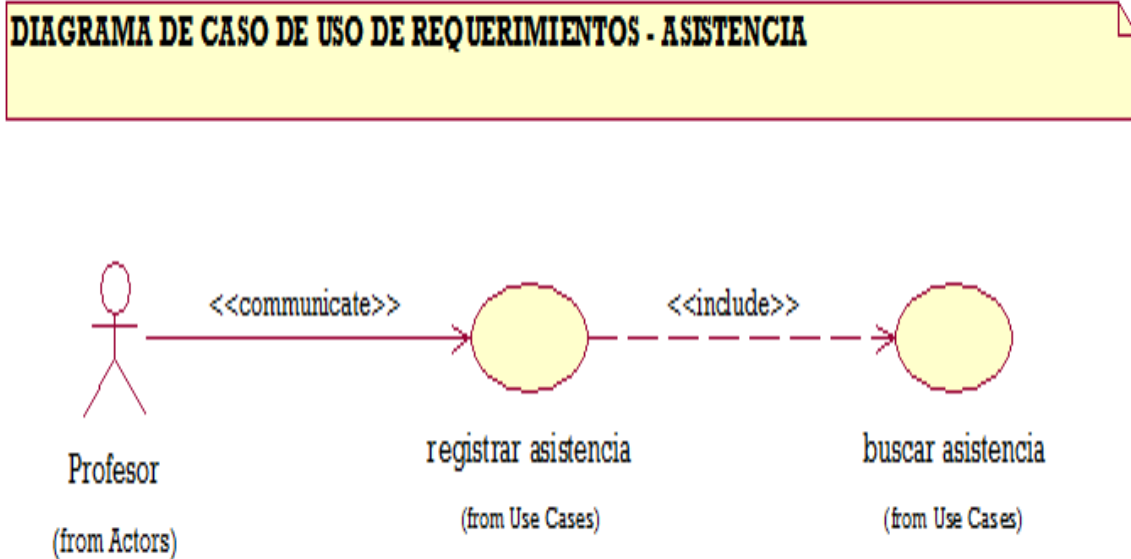 DIAGRAMA DE CASO DE USO DE REQUERIMIENTOS - ASISTENCIA
<<communicate>>
<<include>>
Profesor
(from Actors)
registrar asistencia
(from Use Cases)
buscar asistencia
(from Use Cases)